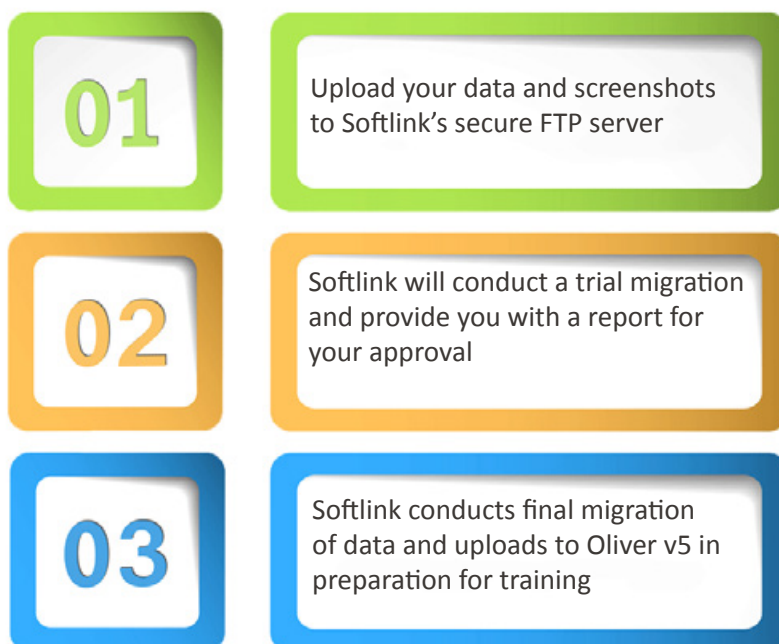 01
Upload your data and screenshots
to Softlink’s secure FTP server
02
Softlink will conduct a trial migration
and provide you with a report for
your approval
03
Softlink conducts final migration
of data and uploads to Oliver v5 in
preparation for training